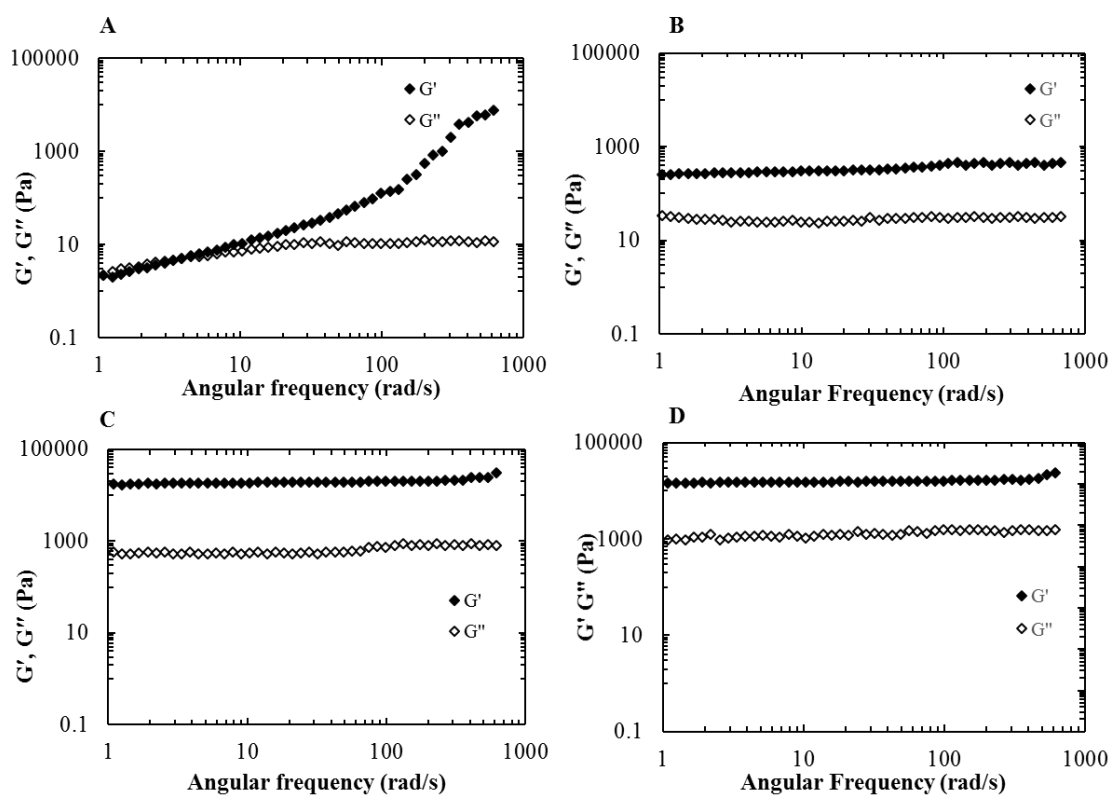 A
100000
1000
10
0.1
G′, G″ (Pa)
G'
G''
1 10 100 1000
Angular frequency (rad/s)
B
100000
1000
10
0.1
G′, G″ (Pa)
G'
G''
1 10 100 1000
Angular Frequency (rad/s)
C
100000
1000
10
0.1
G′, G″ (Pa)
G'
G''
1 10 100 1000
Angular frequency (rad/s)
D
100000
1000
10
0.1
G' G" (Pa)
G'
G''
1 10 100 1000
Angular Frequency (rad/s)